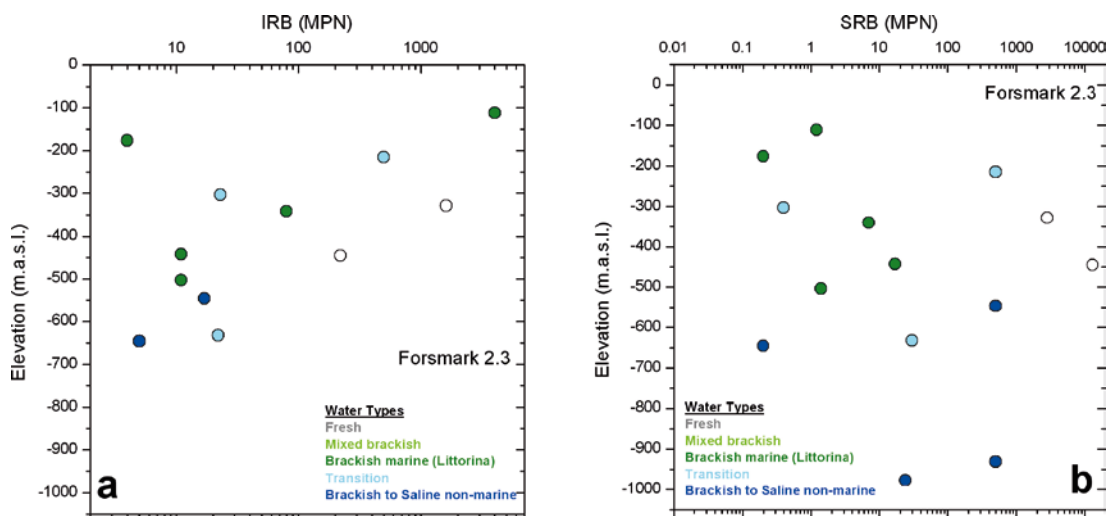 IRB (MPN)
10 100 1000
0
-100
-200
-300
-400
-500
-600
-700
-800
-900
-1000
Elevation (m.a.s.l.)
Forsmark 2.3
Water Types
Fresh
Mixed brackish
Brackish marine (Littorina)
Transition
Brackish to Saline non-marine
a
SRB (MPN)
0.01 0.1 1 10 100 1000 10000
0
-100
-200
-300
-400
-500
-600
-700
-800
-900
-1000
Elevation (m.a.s.l.)
Forsmark 2.3
Water Types
Fresh
Mixed brackish
Brackish marine (Littorina)
Transition
Brackish to Saline non-marine
b